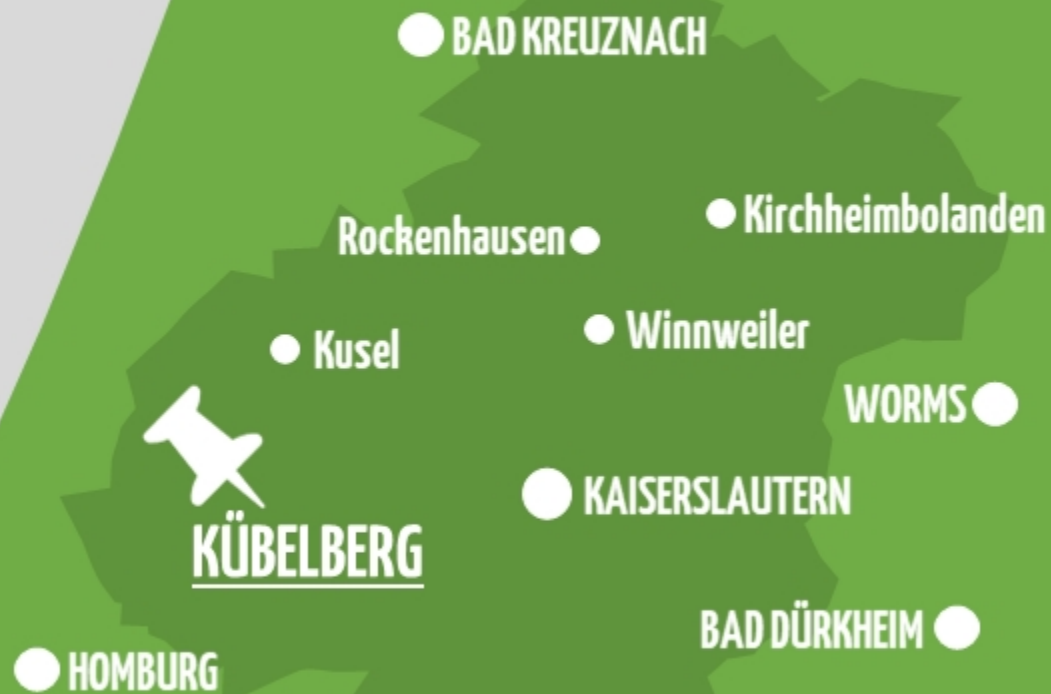 BAD KREUZNACH
Kirchheimbolanden
Rockenhausen
Winnweiler
Kusel
WORMS
KAISERSLAUTERN
KÜBELBERG
BAD DÜRKHEIM
HOMBURG